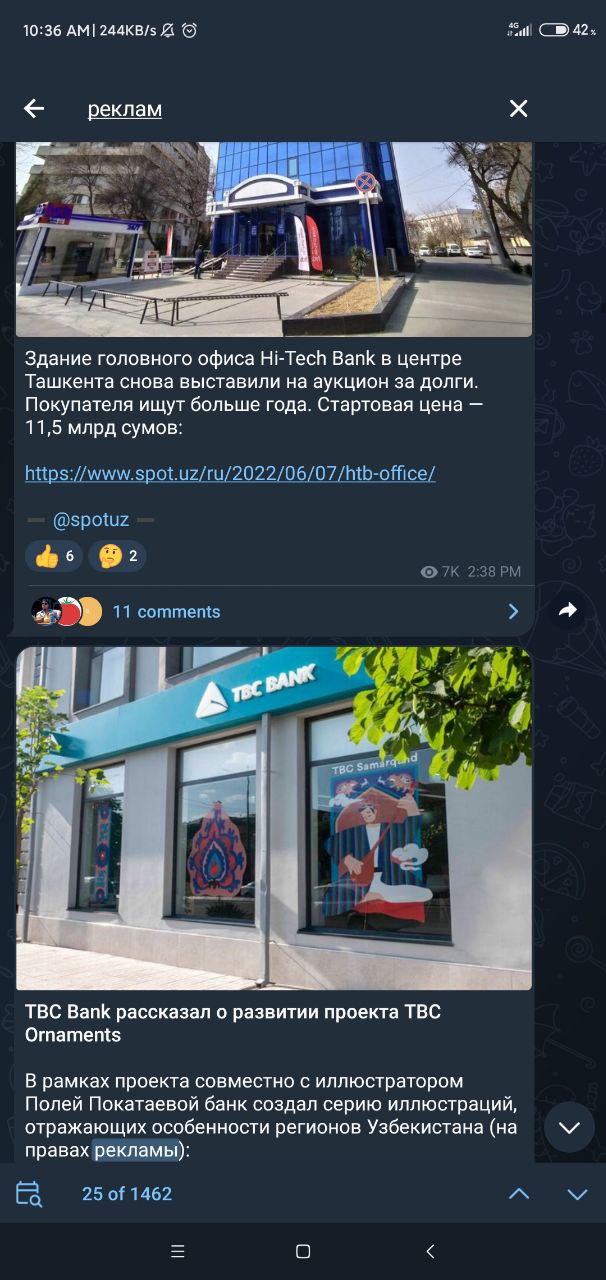 10:36 AM | 244KB/s
4G
42%
реклам
Здание головного офиса Hi-Tech Bank в центре
Ташкента снова выставили на аукцион за долги.
Покупателя ищут больше года. Стартовая цена —
11,5 млрд сумов:
https://www.spot.uz/ru/2022/06/07/htb-office/
— @spotuz —
6
2
7K 2:38 PM
11 comments
TBC BANK
TBC Samarqand
TBC Bank рассказал о развитии проекта TBC
Ornaments
В рамках проекта совместно с иллюстратором
Полей Покатаевой банк создал серию иллюстраций,
отражающих особенности регионов Узбекистана (на
правах рекламы):
25 of 1462